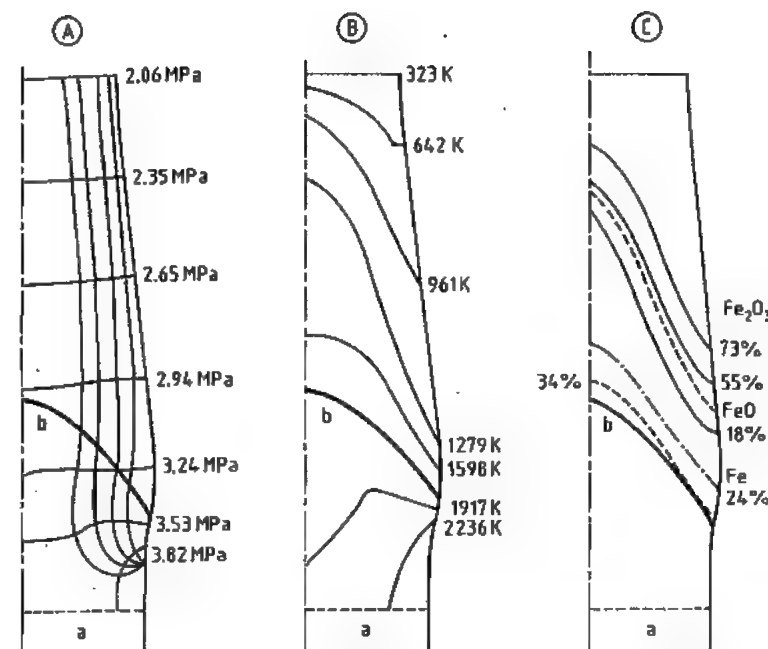 A
2.06 MPa
2.35 MPa
2.65 MPa
2.94 MPa
b
3.24 MPa
3.53 MPa
3.82 MPa
a
B
323 K
642 K
961K
b
1279 K
1598 K
1917 K
2236 K
a
C
Fe₂O₃
73%
55%
FeO
18%
34%
b
Fe
24%
a